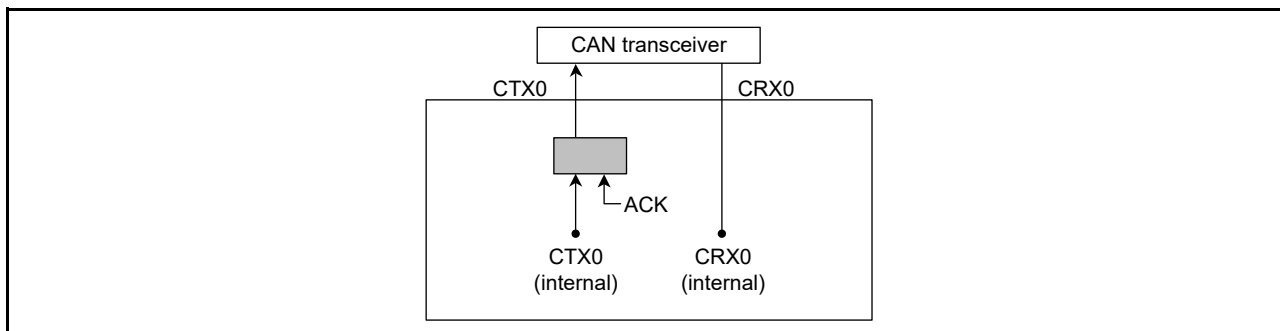 CAN transceiver
CTX0
CRX0
ACK
CTX0
(internal)
CRX0
(internal)